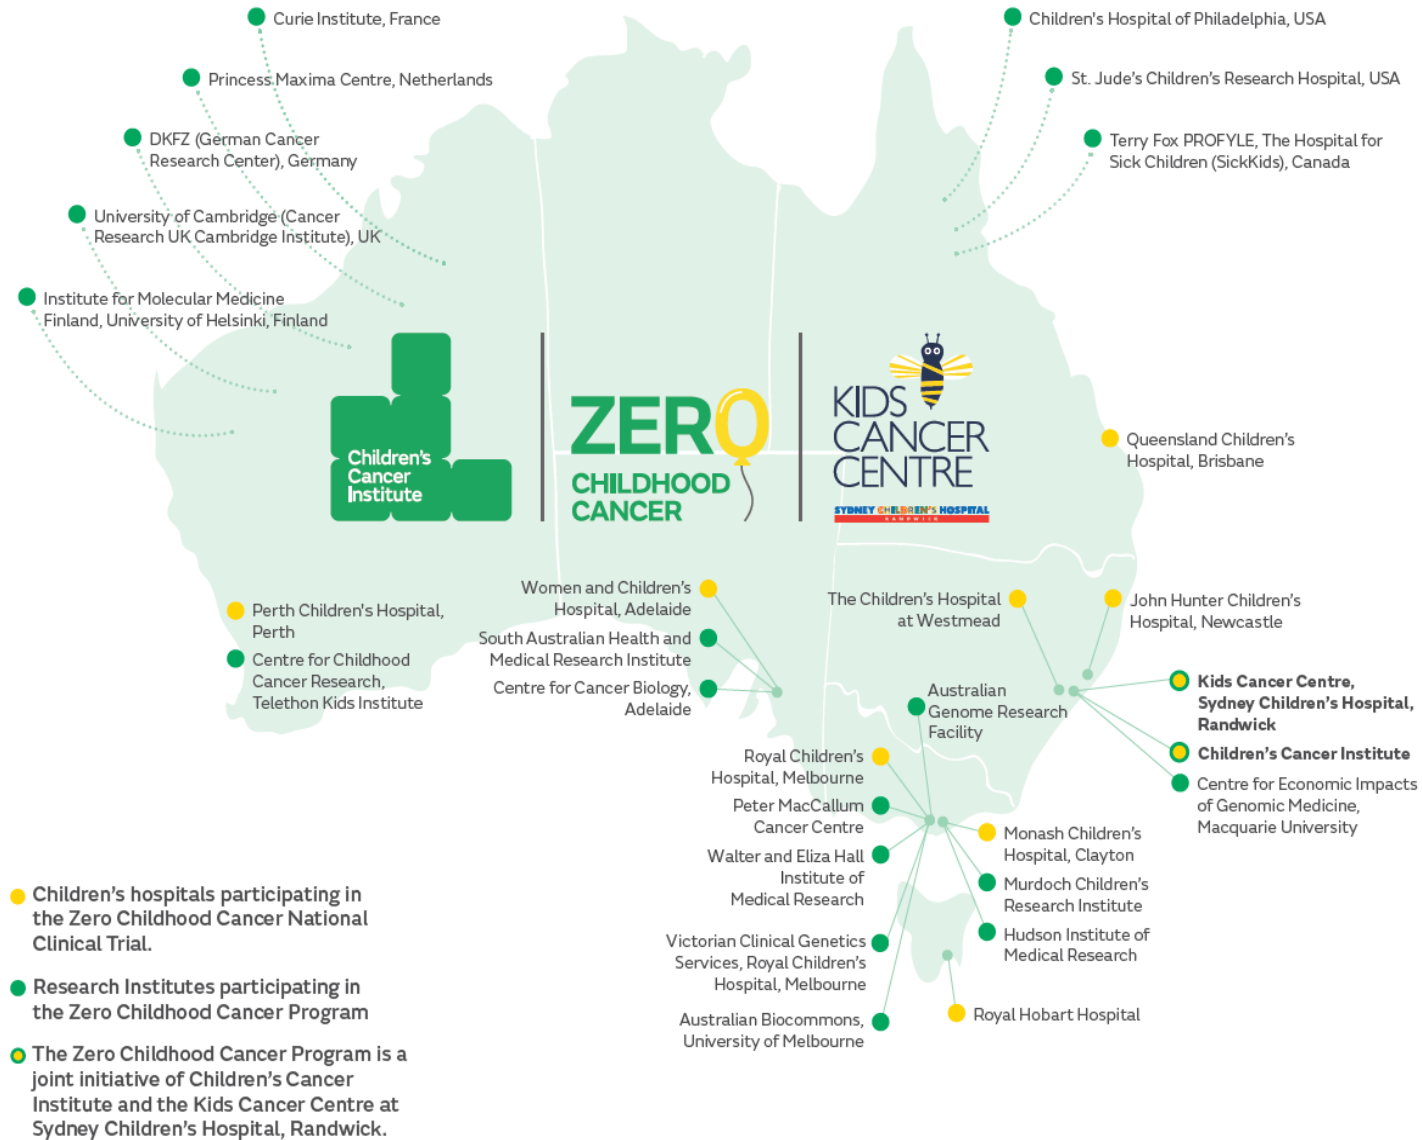 Curie Institute, France
Princess Maxima Centre, Netherlands
DKFZ (German Cancer
Research Center), Germany
University of Cambridge (Cancer
Research UK Cambridge Institute), UK
Institute for Molecular Medicine
Finland, University of Helsinki, Finland
Children's Hospital of Philadelphia, USA
St. Jude's Children's Research Hospital, USA
Terry Fox PROFYLE, The Hospital for
Sick Children (SickKids), Canada
Children's
Cancer
Institute
ZERO
CHILDHOOD
CANCER
KIDS
CANCER
CENTRE
SYDNEY CHILDREN'S HOSPITAL
RANDWICK
Queensland Children's
Hospital, Brisbane
Perth Children's Hospital,
Perth
Centre for Childhood
Cancer Research,
Telethon Kids Institute
Women and Children's
Hospital, Adelaide
South Australian Health and
Medical Research Institute
Centre for Cancer Biology,
Adelaide
The Children's Hospital
at Westmead
John Hunter Children's
Hospital, Newcastle
Kids Cancer Centre,
Sydney Children's Hospital,
Randwick
Children's Cancer Institute
Centre for Economic Impacts
of Genomic Medicine,
Macquarie University
Australian
Genome Research
Facility
Royal Children's
Hospital, Melbourne
Peter MacCallum
Cancer Centre
Walter and Eliza Hall
Institute of
Medical Research
Victorian Clinical Genetics
Services, Royal Children's
Hospital, Melbourne
Australian Biocommons,
University of Melbourne
Monash Children's
Hospital, Clayton
Murdoch Children's
Research Institute
Hudson Institute of
Medical Research
Royal Hobart Hospital
Children's hospitals participating in
the Zero Childhood Cancer National
Clinical Trial.
Research Institutes participating in
the Zero Childhood Cancer Program
The Zero Childhood Cancer Program is a
joint initiative of Children's Cancer
Institute and the Kids Cancer Centre at
Sydney Children's Hospital, Randwick.